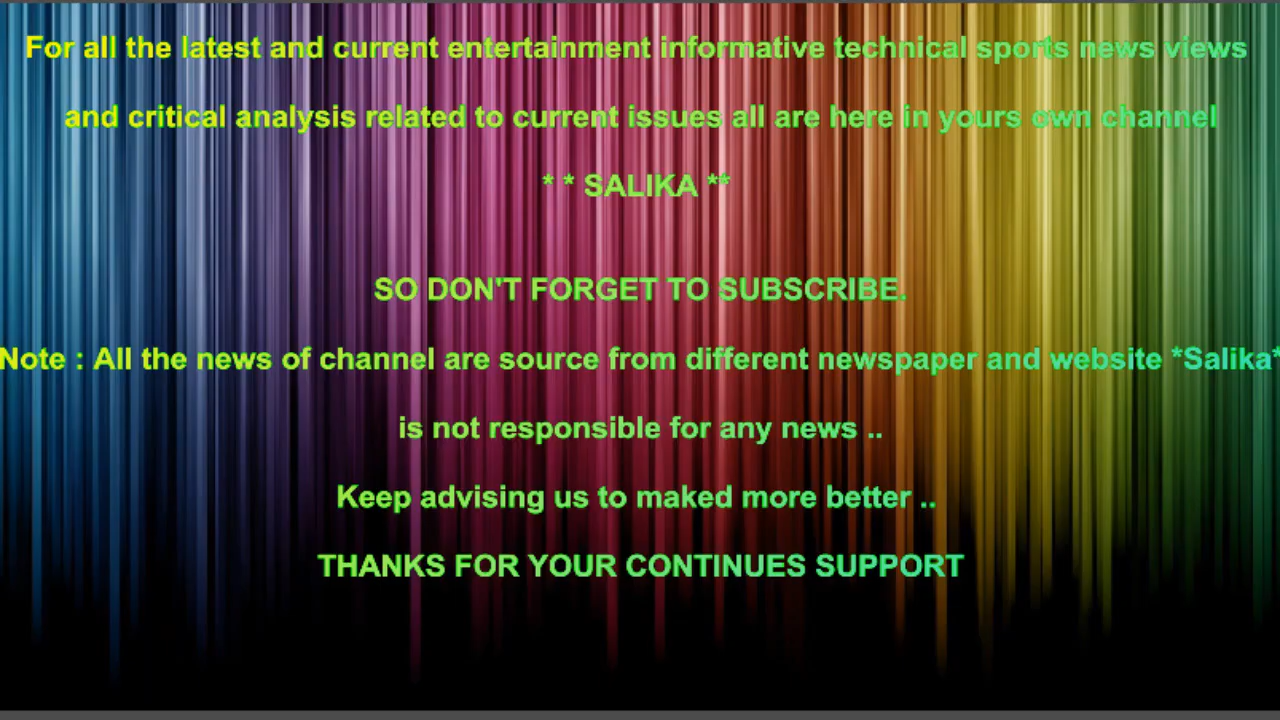 For all the latest and current entertainment informative technical sports news views
and critical analysis related to current issues all are here in yours own channel
* * SALIKA **
SO DON'T FORGET TO SUBSCRIBE.
Note : All the news of channel are source from different newspaper and website *Salika*
is not responsible for any news ..
Keep advising us to maked more better ..
THANKS FOR YOUR CONTINUES SUPPORT